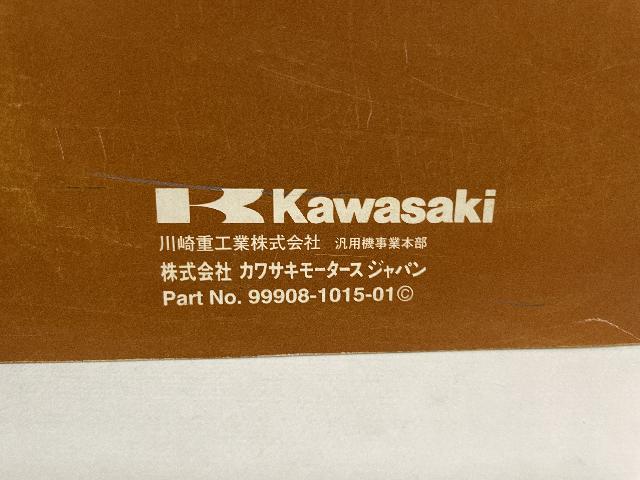 Kawasaki
川崎重工業株式会社 汎用機事業本部
株式会社 カワサキモータース ジャパン
Part No. 99908-1015-01©